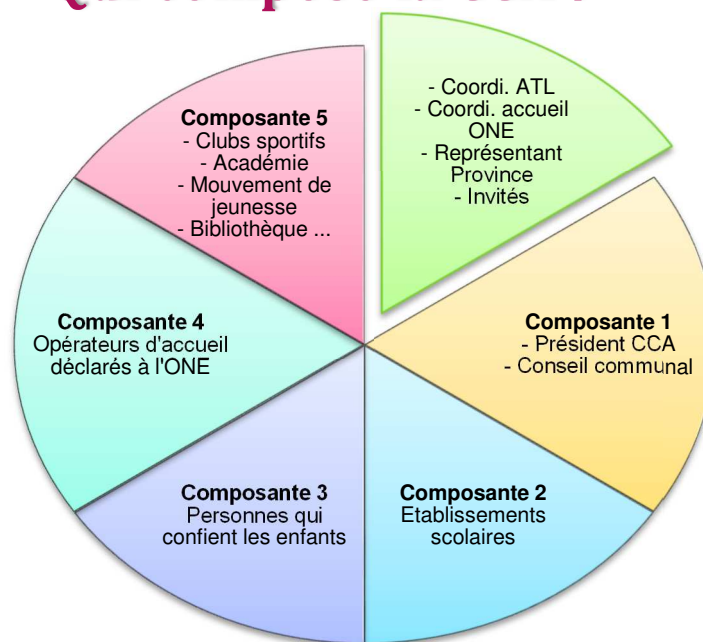 - Coordi. ATL
- Coordi. accueil
ONE
- Représentant
Province
- Invités
Composante 1
- Président CCA
- Conseil communal
Composante 2
Etablissements
scolaires
Composante 3
Personnes qui
confient les enfants
Composante 4
Opérateurs d'accueil
déclarés à l'ONE
Composante 5
- Clubs sportifs
- Académie
- Mouvement de
jeunesse
- Bibliothèque ...